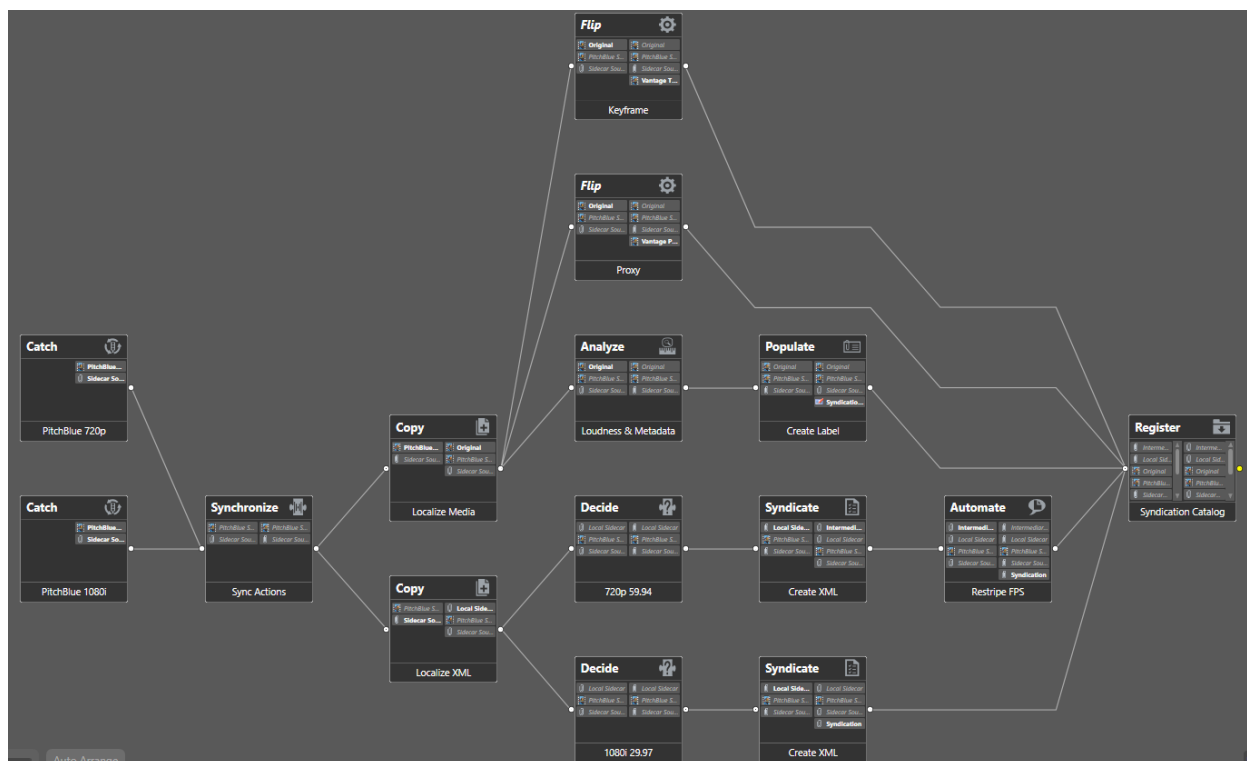 Flip
Original Original
PitchBlue S... PitchBlue S...
Sidecar Sou... Sidecar Sou...
Vantage T...
Keyframe
Flip
Original Original
PitchBlue S... PitchBlue S...
Sidecar Sou... Sidecar Sou...
Vantage P...
Proxy
Catch
PitchBlue...
Sidecar So...
PitchBlue 720p
Analyze
Original Original
PitchBlue S... PitchBlue S...
Sidecar Sou... Sidecar Sou...
Loudness & Metadata
Populate
Original Original
PitchBlue S... PitchBlue S...
Sidecar Sou... Sidecar Sou...
Syndicatio...
Create Label
Copy
PitchBlue... Original
Sidecar Sou... PitchBlue S...
Sidecar Sou...
Localize Media
Register
Interme... Interme...
Local Sid... Local Sid...
Original Original
PitchBlu... PitchBlu...
Sidecar... Sidecar...
Syndication Catalog
Catch
PitchBlue...
Sidecar So...
PitchBlue 1080i
Synchronize
PitchBlue S... PitchBlue S...
Sidecar Sou... Sidecar Sou...
Sync Actions
Decide
Local Sidecar Local Sidecar
PitchBlue S... PitchBlue S...
Sidecar Sou... Sidecar Sou...
720p 59.94
Syndicate
Local Side... Intermedi...
PitchBlue S... Local Sidecar
Sidecar Sou... PitchBlue S...
Sidecar Sou...
Create XML
Automate
Intermedi... Intermediar...
Local Sidecar Local Sidecar
PitchBlue S... PitchBlue S...
Sidecar Sou... Sidecar Sou...
Syndication
Restripe FPS
Copy
PitchBlue S... Local Side...
Sidecar So... PitchBlue S...
Sidecar Sou...
Localize XML
Decide
Local Sidecar Local Sidecar
PitchBlue S... PitchBlue S...
Sidecar Sou... Sidecar Sou...
1080i 29.97
Syndicate
Local Side... Local Sidecar
PitchBlue S... PitchBlue S...
Sidecar Sou... Sidecar Sou...
Syndication
Create XML
Auto Arrange